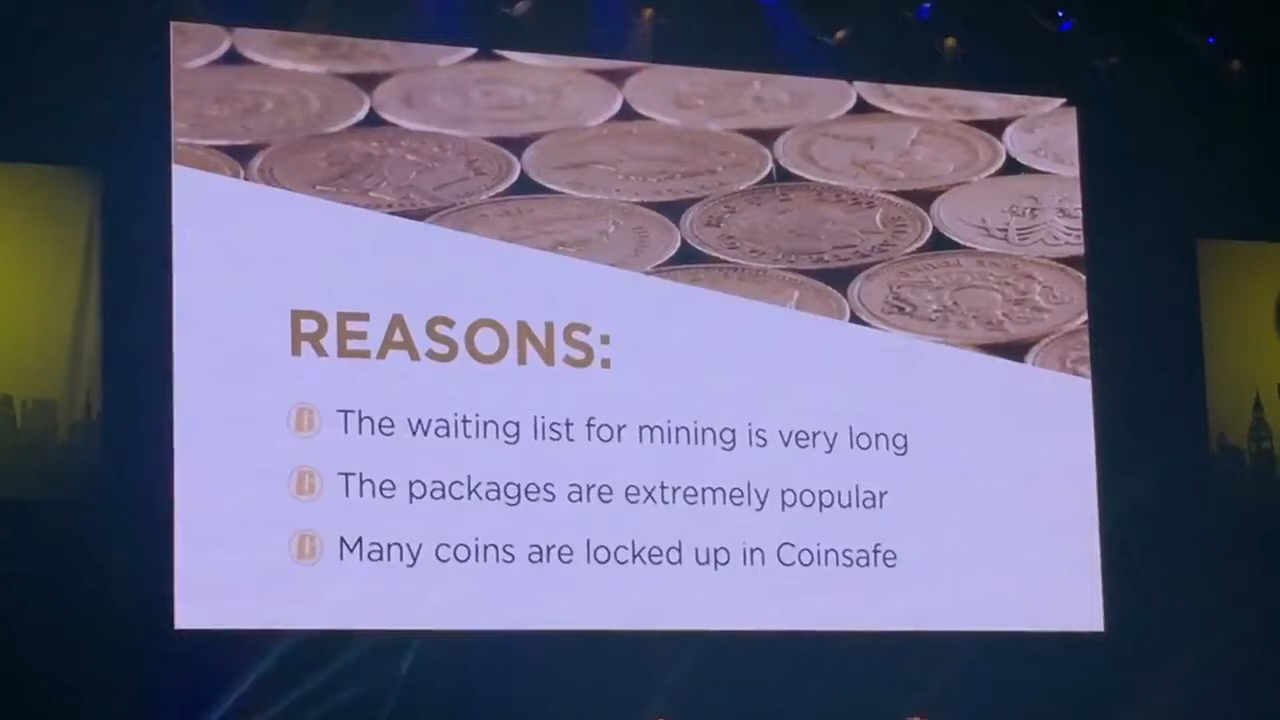 REASONS:
The waiting list for mining is very long
The packages are extremely popular
Many coins are locked up in Coinsafe